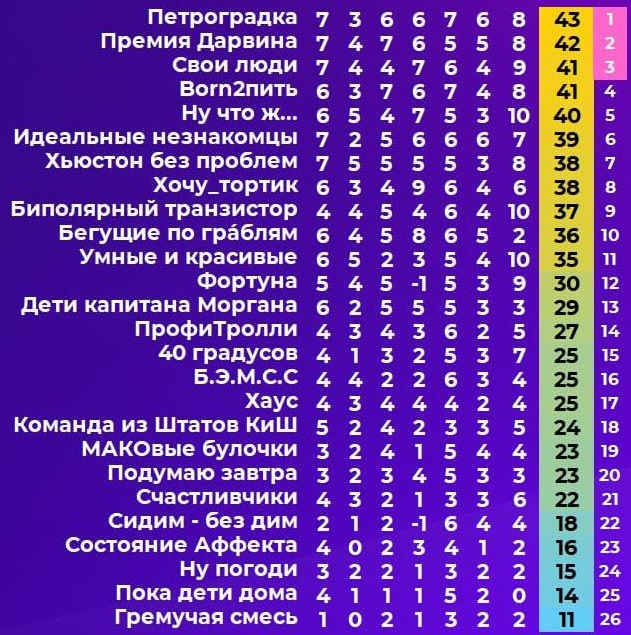 Петроградка 7 3 6 6 7 6 8 43 1
Премия Дарвина 7 4 7 6 5 5 8 42 2
Свои люди 7 4 4 7 6 4 9 41 3
Born2пить 6 3 7 6 7 4 8 41 4
Ну что ж... 6 5 4 7 5 3 10 40 5
Идеальные незнакомцы 7 2 5 6 6 6 7 39 6
Хьюстон без проблем 7 5 5 5 5 3 8 38 7
Хочу_тортик 6 3 4 9 6 4 6 38 8
Биполярный транзистор 4 4 5 4 6 4 10 37 9
Бегущие по грáблям 6 4 5 8 6 5 2 36 10
Умные и красивые 6 5 2 3 5 4 10 35 11
Фортуна 5 4 5 -1 5 3 9 30 12
Дети капитана Моргана 6 2 5 5 5 3 3 29 13
ПрофиТролли 4 3 4 3 6 2 5 27 14
40 градусов 4 1 3 2 5 3 7 25 15
Б.Э.М.С.С 4 4 2 2 6 3 4 25 16
Хаус 4 3 4 4 4 2 4 25 17
Команда из Штатов КиШ 5 2 4 2 3 3 5 24 18
МАКОвые булочки 3 2 4 1 5 4 4 23 19
Подумаю завтра 3 2 3 4 5 3 3 23 20
Счастливчики 4 3 2 1 3 3 6 22 21
Сидим - без дим 2 1 2 -1 6 4 4 18 22
Состояние Аффекта 4 0 2 3 4 1 2 16 23
Ну погоди 3 2 2 1 3 2 2 15 24
Пока дети дома 4 1 1 1 5 2 0 14 25
Гремучая смесь 1 0 2 1 3 2 2 11 26